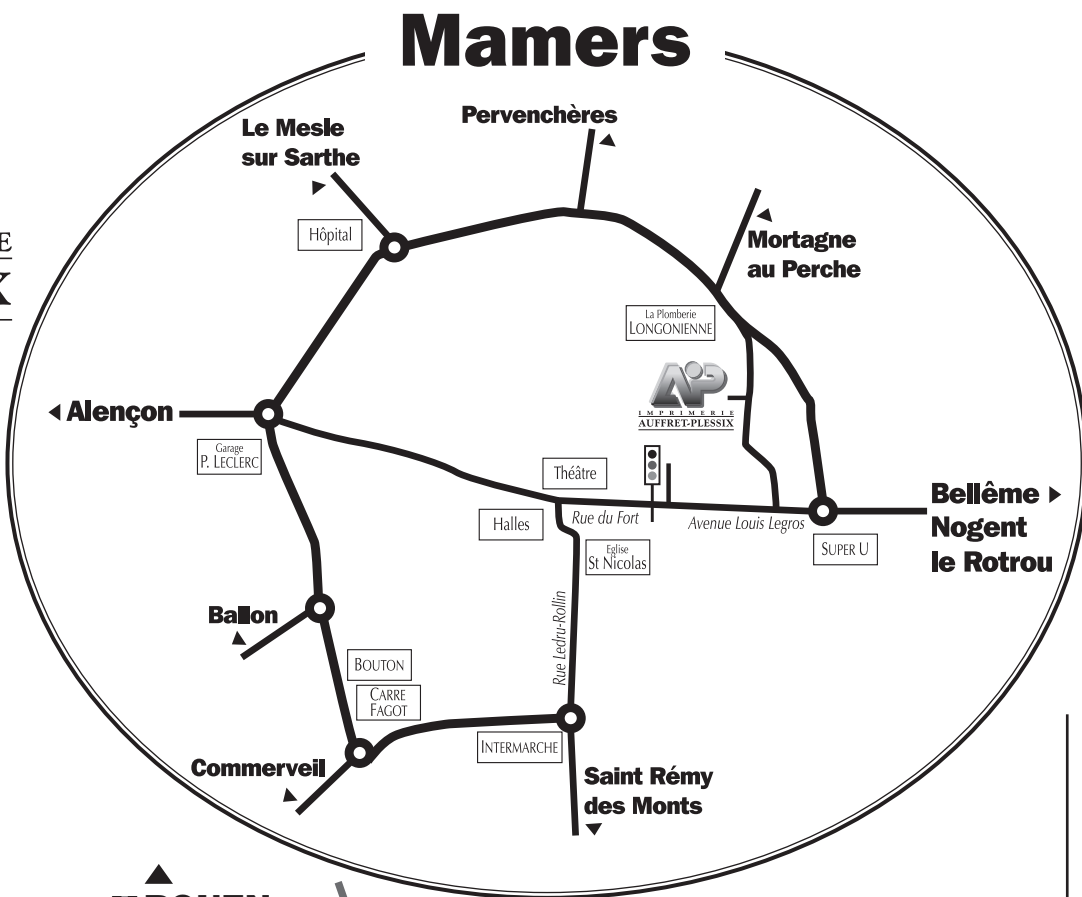 Mamers
Pervenchères
Le Mesle
sur Sarthe
Hôpital
Mortagne
au Perche
E
X
La Plomberie
LONGONIENNE
AIP
IMPRIMERIE
AUFFRET-PLESSIX
Alençon
Garage
P. LECLERC
Théâtre
Halles
Rue du Fort
Avenue Louis Legros
Bellême
Nogent
le Rotrou
Eglise
St Nicolas
SUPER U
Rue Ledru-Rollin
Ballon
BOUTON
CARRE
FAGOT
INTERMARCHE
Commerveil
Saint Rémy
des Monts